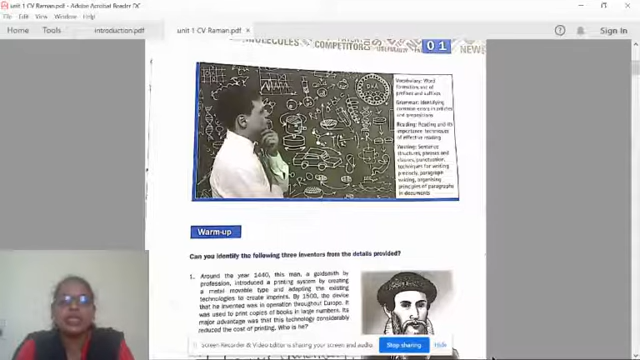 unit 1 CV Raman.pdf - Adobe Acrobat Reader DC
File Edit View Window Help
Home Tools introduction.pdf unit 1 CV Raman.pdf × Sign In
MOLECULES
COMPETITORS
01
NEWS
Vocabulary: Word
formation: use of
prefixes and suffixes
Grammar: Identifying
common errors in articles
and prepositions
Reading: Reading and its
importance; techniques
of effective reading
Writing: Sentence
structures, phrases and
clauses, punctuation,
techniques for writing
precisely, paragraph
writing, organising
principles of paragraphs
in documents
Warm-up
Can you identify the following three inventors from the details provided?
1. Around the year 1440, this man, a goldsmith by
profession, introduced a printing system by creating
a metal movable type and adapting the existing
technologies to create imprints. By 1500, the device
that he invented was in operation throughout Europe. It
was used to print copies of books in large numbers. Its
major advantage was that this technology considerably
reduced the cost of printing. Who is he?
Screen Recorder & Video Editor is sharing your screen and audio. Stop sharing Hide